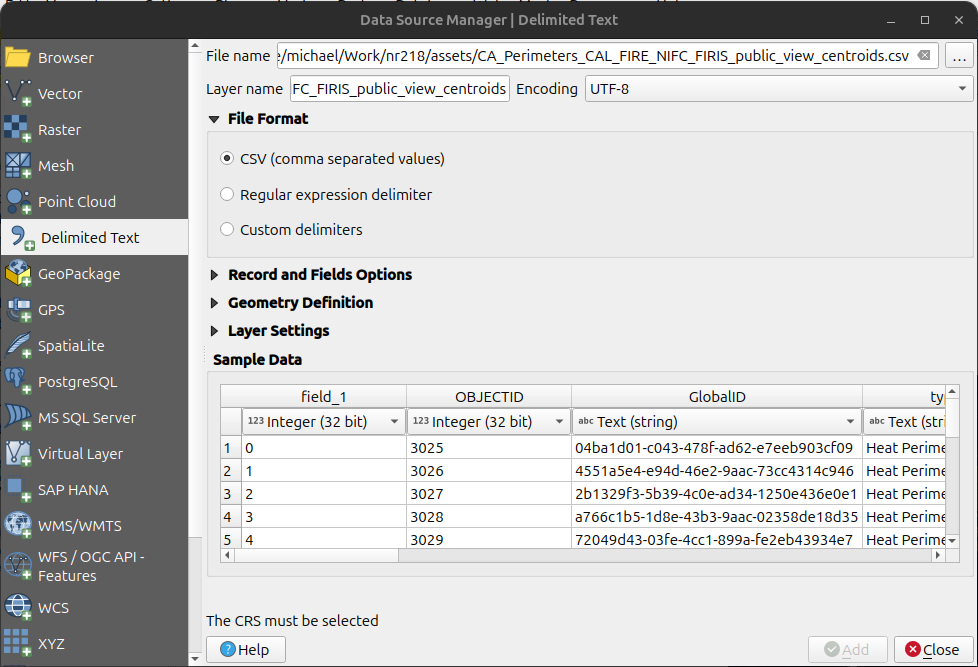 Data Source Manager | Delimited Text
Browser
Vector
Raster
Mesh
Point Cloud
Delimited Text
GeoPackage
GPS
SpatiaLite
PostgreSQL
MS SQL Server
Virtual Layer
SAP HANA
WMS/WMTS
WFS / OGC API -
Features
WCS
XYZ
File name :/michael/Work/nr218/assets/CA_Perimeters_CAL_FIRE_NIFC_FIRIS_public_view_centroids.csv ...
Layer name FC_FIRIS_public_view_centroids Encoding UTF-8
File Format
CSV (comma separated values)
Regular expression delimiter
Custom delimiters
Record and Fields Options
Geometry Definition
Layer Settings
Sample Data
field_1 OBJECTID GlobalID ty
123 Integer (32 bit) 123 Integer (32 bit) abc Text (string) abc Text (stri
1 0 3025 04ba1d01-c043-478f-ad62-e7eeb903cf09 Heat Perime
2 1 3026 4551a5e4-e94d-46e2-9aac-73cc4314c946 Heat Perime
3 2 3027 2b1329f3-5b39-4c0e-ad34-1250e436e0e1 Heat Perime
4 3 3028 a766c1b5-1d8e-43b3-9aac-02358de18d35 Heat Perime
5 4 3029 72049d43-03fe-4cc1-899a-fe2eb43934e7 Heat Perime
The CRS must be selected
Help Add Close